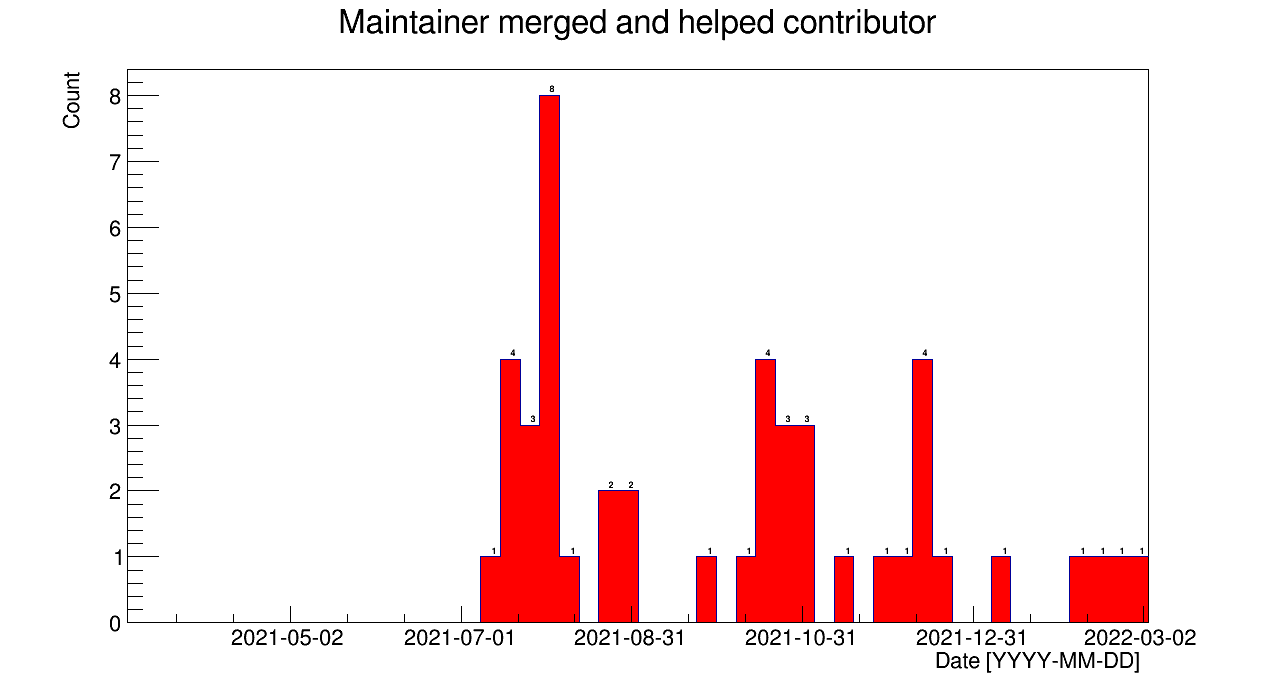 Maintainer merged and helped contributor
Count
8
7
6
5
4
3
2
1
0
1 4 3 8 1 2 2 1 1 4 3 3 1 1 1 4 1 1 1 1 1 1
2021-05-02 2021-07-01 2021-08-31 2021-10-31 2021-12-31 2022-03-02
Date [YYYY-MM-DD]